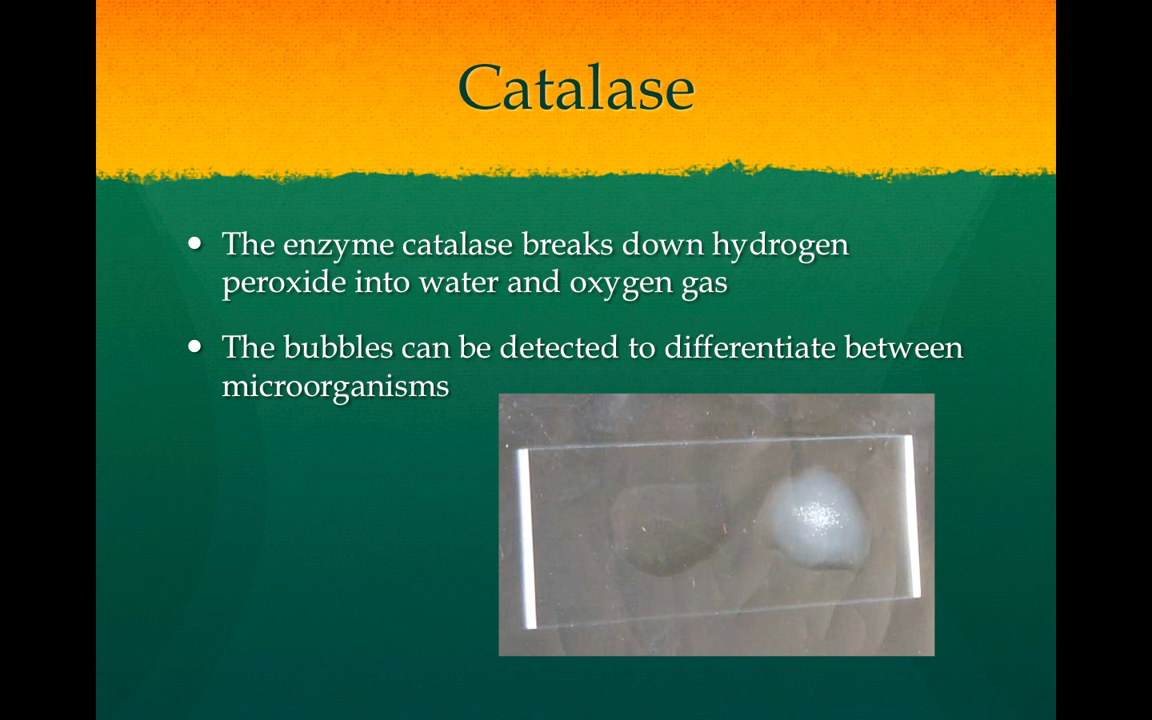 Catalase
• The enzyme catalase breaks down hydrogen
peroxide into water and oxygen gas
• The bubbles can be detected to differentiate between
microorganisms